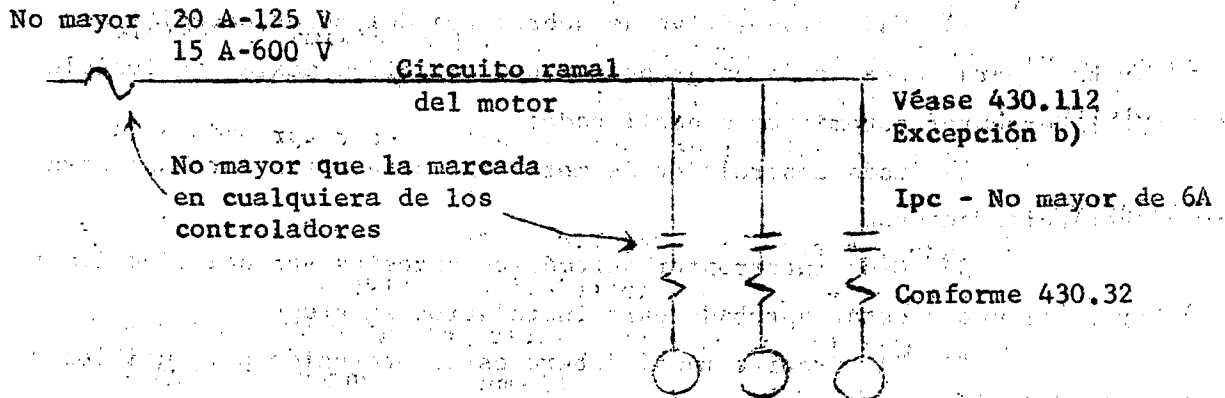 No mayor 20 A-125 V
15 A-600 V
Circuito ramal
del motor
Véase 430.112
Excepción b)
No mayor que la marcada
en cualquiera de los
controladores
Ipc - No mayor de 6A
Conforme 430.32